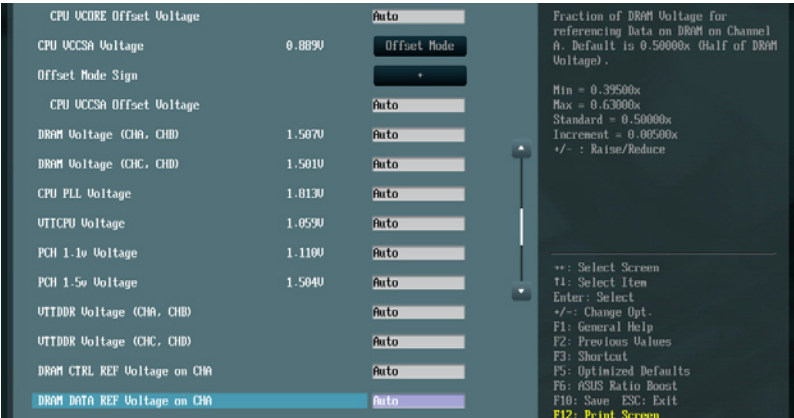 CPU VCORE Offset Voltage Auto
CPU VCCSA Voltage 0.889V Offset Mode
Offset Mode Sign +
CPU VCCSA Offset Voltage Auto
DRAM Voltage (CHA, CHB) 1.507V Auto
DRAM Voltage (CHC, CHD) 1.501V Auto
CPU PLL Voltage 1.813V Auto
VTTCPU Voltage 1.059V Auto
PCH 1.1v Voltage 1.110V Auto
PCH 1.5v Voltage 1.504V Auto
VTTDDR Voltage (CHA, CHB) Auto
VTTDDR Voltage (CHC, CHD) Auto
DRAM CTRL REF Voltage on CHA Auto
DRAM DATA REF Voltage on CHA Auto
Fraction of DRAM Voltage for
referencing Data on DRAM on Channel
A. Default is 0.50000x (Half of DRAM
Voltage).
Min = 0.39500x
Max = 0.63000x
Standard = 0.50000x
Increment = 0.00500x
+/- : Raise/Reduce
→←: Select Screen
↑↓: Select Item
Enter: Select
+/-: Change Opt.
F1: General Help
F2: Previous Values
F3: Shortcut
F5: Optimized Defaults
F6: ASUS Ratio Boost
F10: Save ESC: Exit
F12: Print Screen